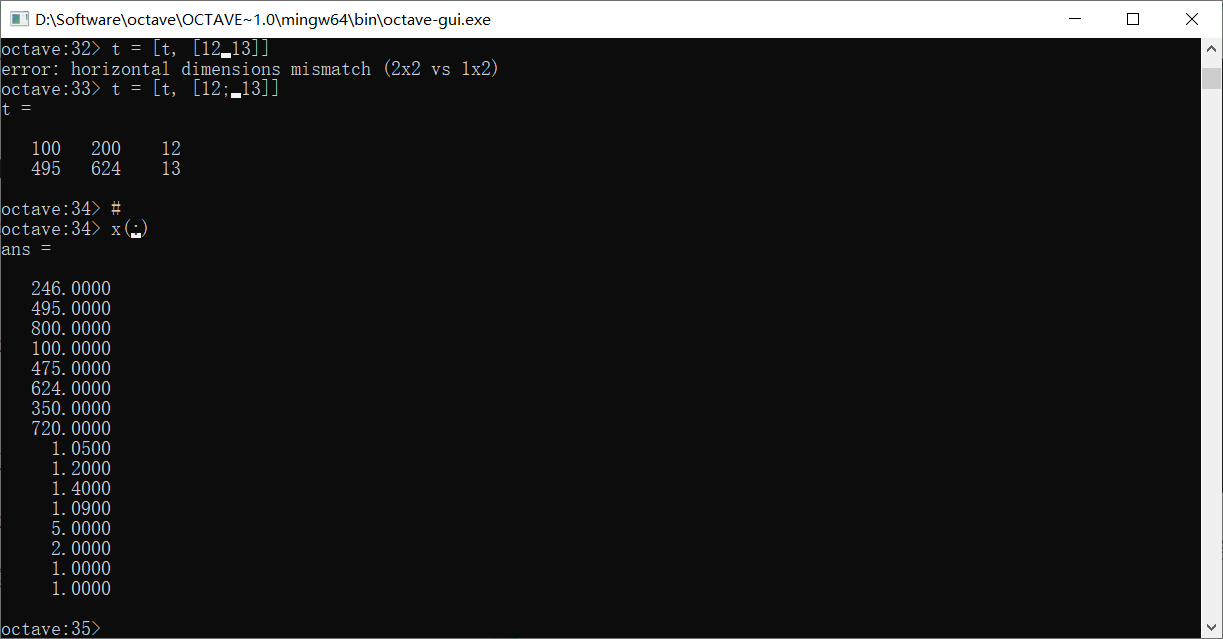 D:\Software\octave\OCTAVE~1.0\mingw64\bin\octave-gui.exe
octave:32> t = [t, [12 13]]
error: horizontal dimensions mismatch (2x2 vs 1x2)
octave:33> t = [t, [12; 13]]
t =
100 200 12
495 624 13
octave:34> #
octave:34> x(:)
ans =
246.0000
495.0000
800.0000
100.0000
475.0000
624.0000
350.0000
720.0000
1.0500
1.2000
1.4000
1.0900
5.0000
2.0000
1.0000
1.0000
octave:35>